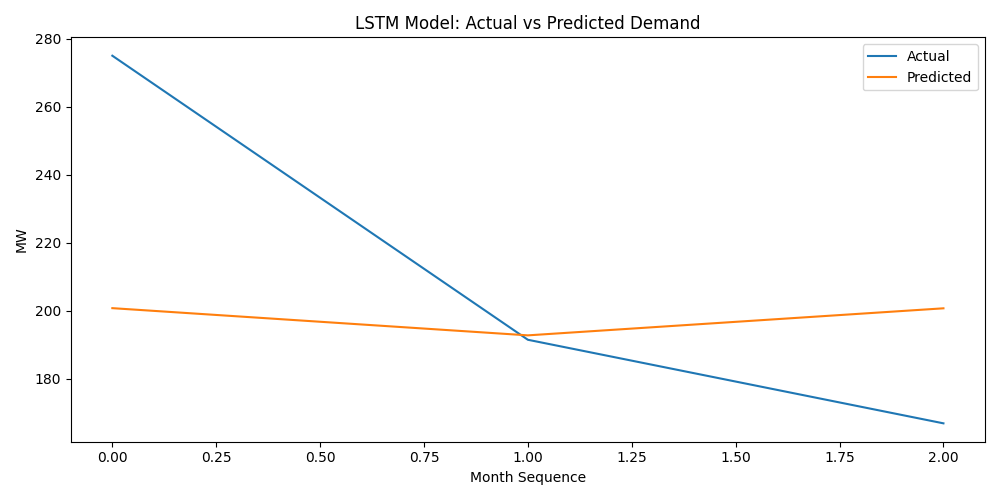 LSTM Model: Actual vs Predicted Demand
Actual
Predicted
280
260
240
220
200
180
MW
0.00 0.25 0.50 0.75 1.00 1.25 1.50 1.75 2.00
Month Sequence